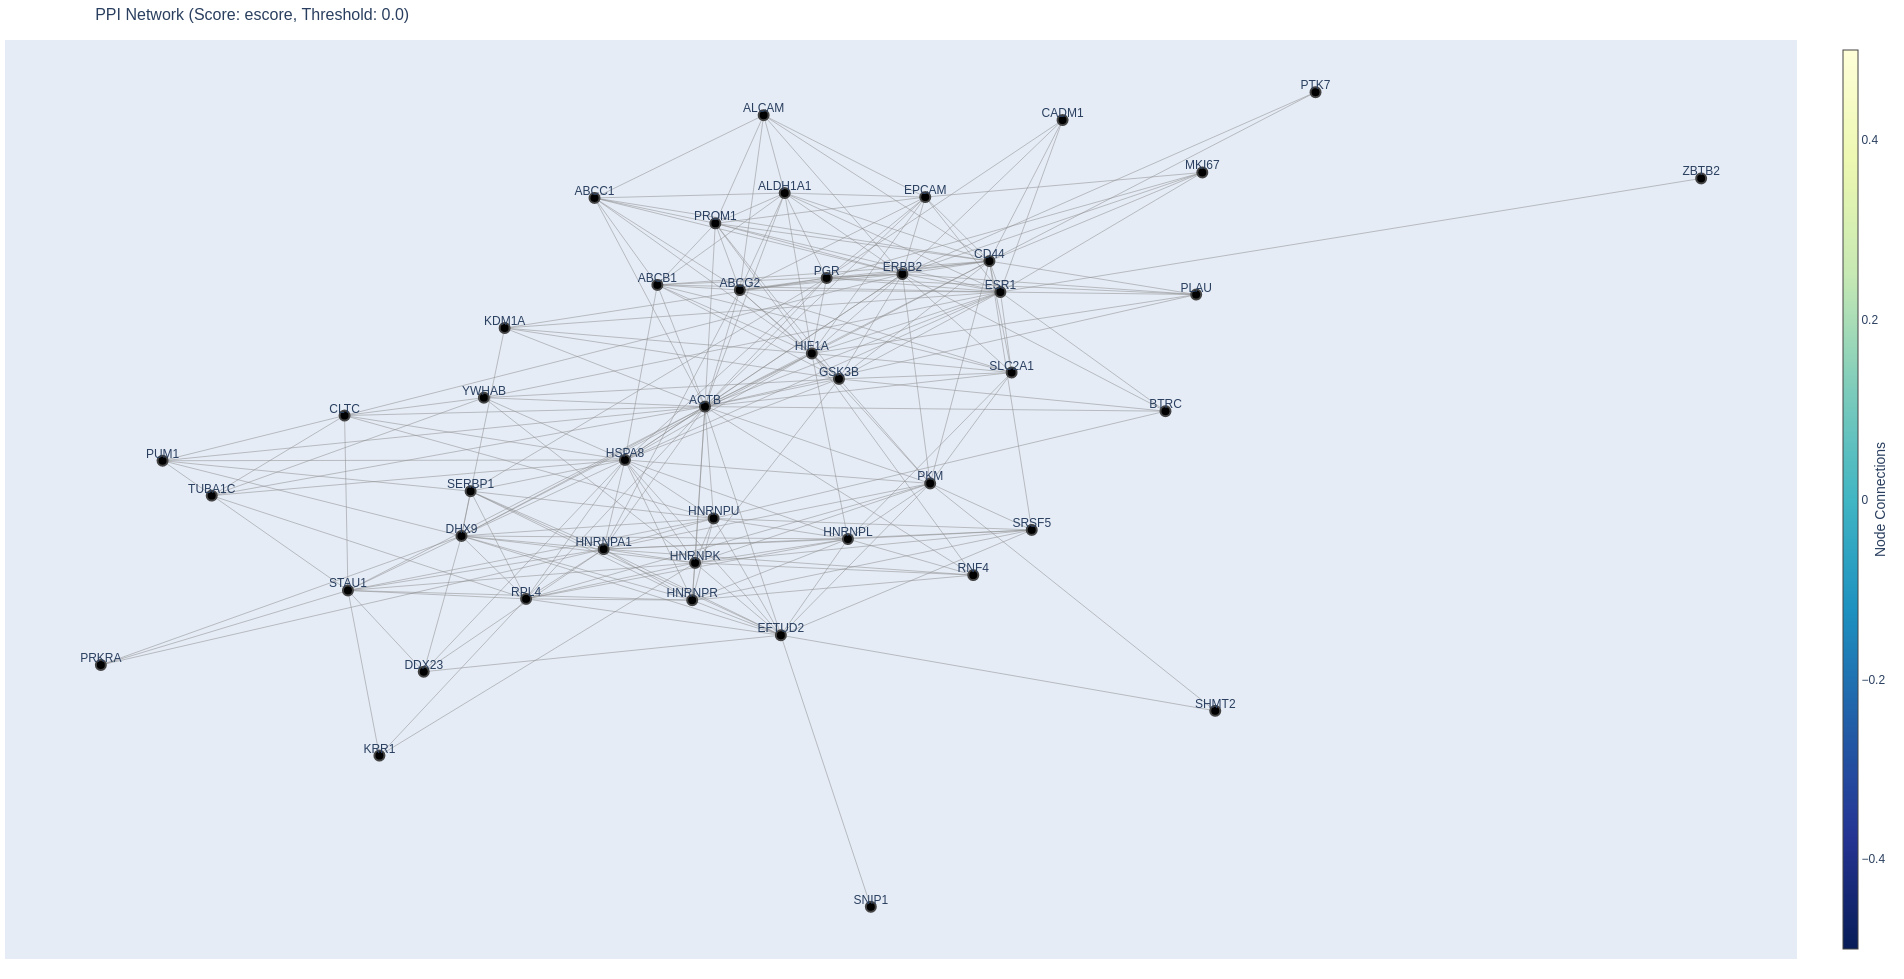 PPI Network (Score: escore, Threshold: 0.0)
PTK7
ALCAM
CADM1
MKI67
ZBTB2
ABCC1
ALDH1A1
EPCAM
PROM1
CD44
ABCB1
ABCG2
PGR
ERBB2
ESR1
PLAU
KDM1A
HIF1A
GSK3B
SLC2A1
YWHAB
ACTB
CLTC
BTRC
PUM1
HSPA8
TUBA1C
SERBP1
PKM
HNRNPU
SRSF5
DHX9
HNRNPA1
HNRNPL
HNRNPK
RNF4
STAU1
RPL4
HNRNPR
EFTUD2
PRKRA
DDX23
SHMT2
KRR1
SNIP1
0.4
0.2
0
−0.2
−0.4
Node Connections